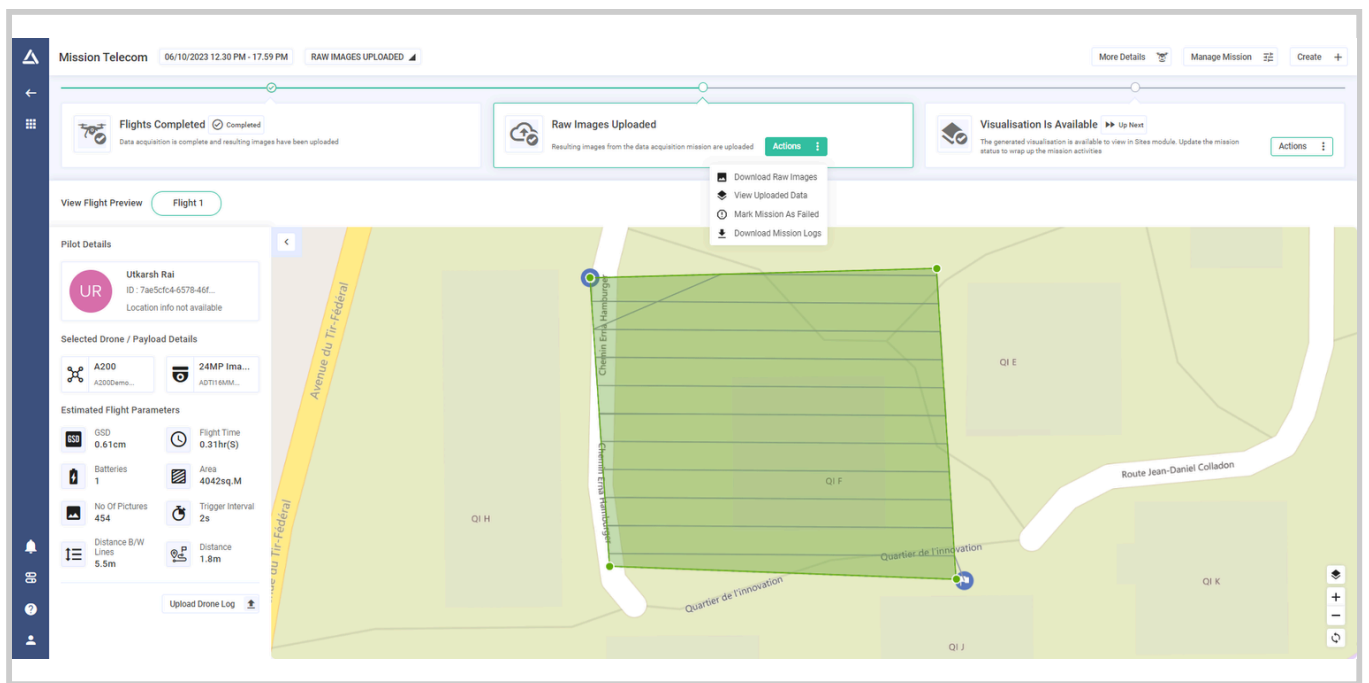 Mission Telecom
06/10/2023 12.30 PM - 17.59 PM
RAW IMAGES UPLOADED
More Details
Manage Mission
Create
Flights Completed
Completed
Data acquisition is complete and resulting images have been uploaded
Raw Images Uploaded
Resulting images from the data acquisition mission are uploaded
Actions
Visualisation Is Available
Up Next
The generated visualisation is available to view in Sites module. Update the mission
status to wrap up the mission activities
Actions
Download Raw Images
View Uploaded Data
Mark Mission As Failed
Download Mission Logs
View Flight Preview
Flight 1
Pilot Details
UR
Utkarsh Rai
ID : 7ae5cfc4-6578-46f...
Location info not available
Selected Drone / Payload Details
A200
A200Demo...
24MP Ima...
ADTI16MM...
Estimated Flight Parameters
GSD
GSD
0.61cm
Flight Time
0.31hr(S)
Batteries
1
Area
4042sq.M
No Of Pictures
454
Trigger Interval
2s
Distance B/W
Lines
5.5m
Distance
1.8m
Upload Drone Log
Avenue du Tir-Fédéral
ue du Tir-Fédéral
Chemin Erna Hamburger
Chemin Erna Hamburger
QI E
QI F
QI H
QI J
QI K
Route Jean-Daniel Colladon
Quartier de l'innovation
Quartier de l'innovation